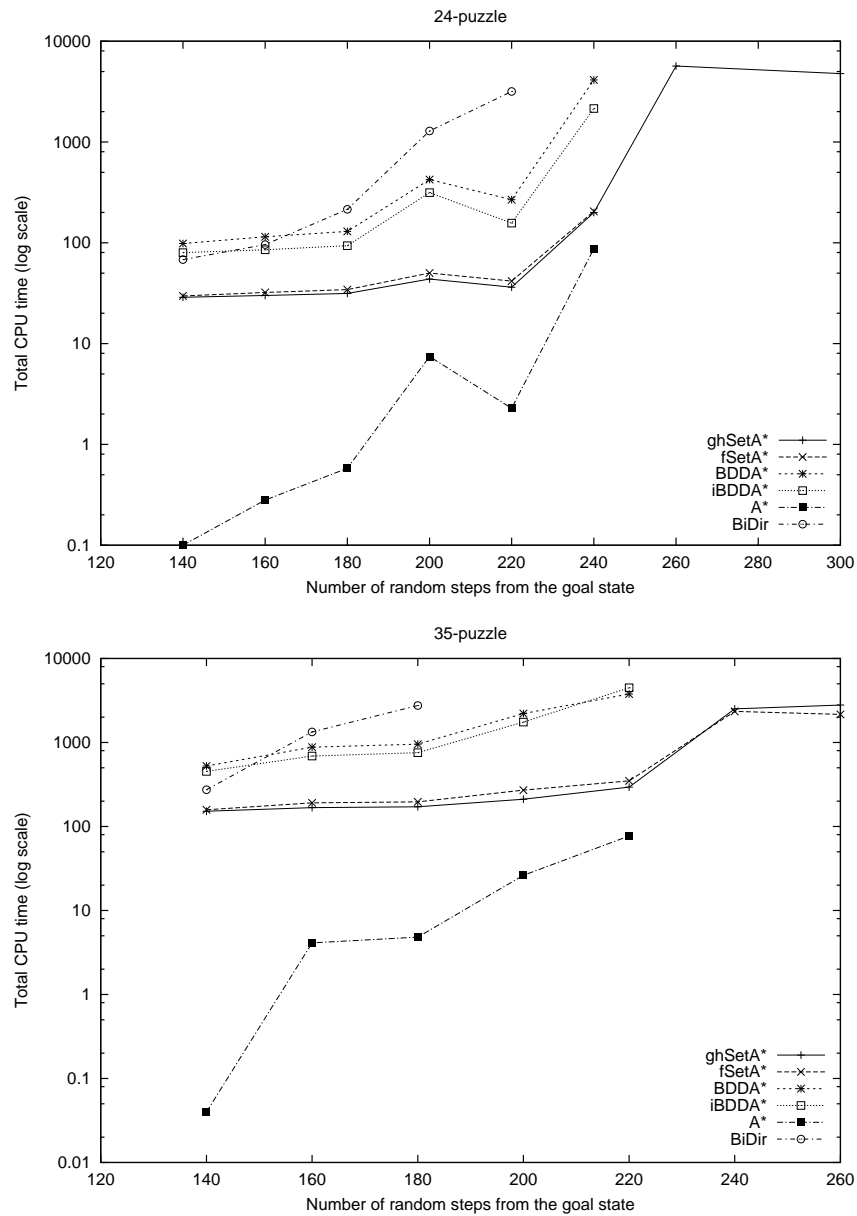 24-puzzle
10000
1000
100
10
1
0.1
Total CPU time (log scale)
ghSetA*
fSetA*
BDDA*
iBDDA*
A*
BiDir
120 140 160 180 200 220 240 260 280 300
Number of random steps from the goal state
35-puzzle
10000
1000
100
10
1
0.1
0.01
Total CPU time (log scale)
ghSetA*
fSetA*
BDDA*
iBDDA*
A*
BiDir
120 140 160 180 200 220 240 260
Number of random steps from the goal state